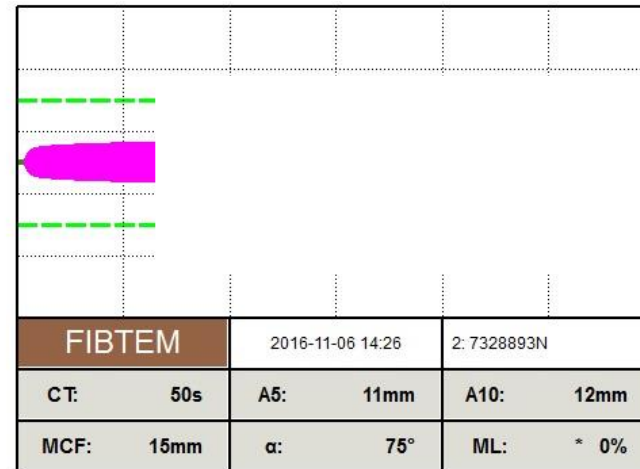 FIBTEM 2016-11-06 14:26 2: 7328893N
CT: 50s A5: 11mm A10: 12mm
MCF: 15mm α: 75° ML: * 0%